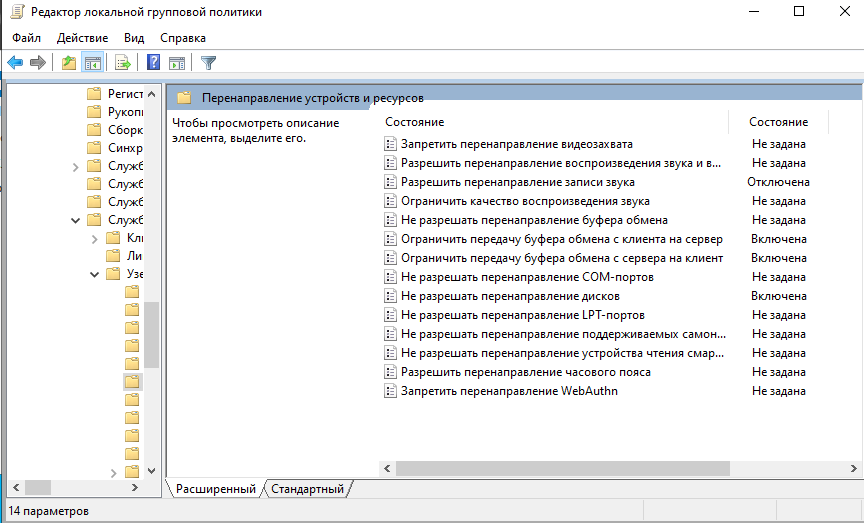 Редактор локальной групповой политики
Файл Действие Вид Справка
Регист
Рукопи
Сборк
Синхр
Служб
Служб
Служб
Служб
Кли
Ли
Узе
Перенаправление устройств и ресурсов
Чтобы просмотреть описание
элемента, выделите его.
Состояние Состояние
Запретить перенаправление видеозахвата Не задана
Разрешить перенаправление воспроизведения звука и в... Не задана
Разрешить перенаправление записи звука Отключена
Ограничить качество воспроизведения звука Не задана
Не разрешать перенаправление буфера обмена Не задана
Ограничить передачу буфера обмена с клиента на сервер Включена
Ограничить передачу буфера обмена с сервера на клиент Включена
Не разрешать перенаправление COM-портов Не задана
Не разрешать перенаправление дисков Включена
Не разрешать перенаправление LPT-портов Не задана
Не разрешать перенаправление поддерживаемых самон... Не задана
Не разрешать перенаправление устройства чтения смар... Не задана
Разрешить перенаправление часового пояса Не задана
Запретить перенаправление WebAuthn Не задана
Расширенный Стандартный
14 параметров